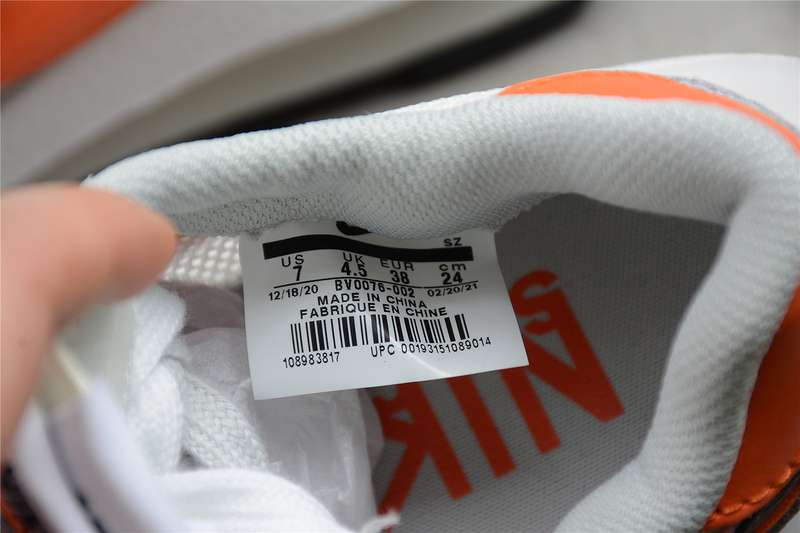 SZ
US UK EUR cm
7 4.5 38 24
12/18/20 BV0076-002 02/20/21
MADE IN CHINA
FABRIQUE EN CHINE
108983817 UPC 00193151089014
NIK